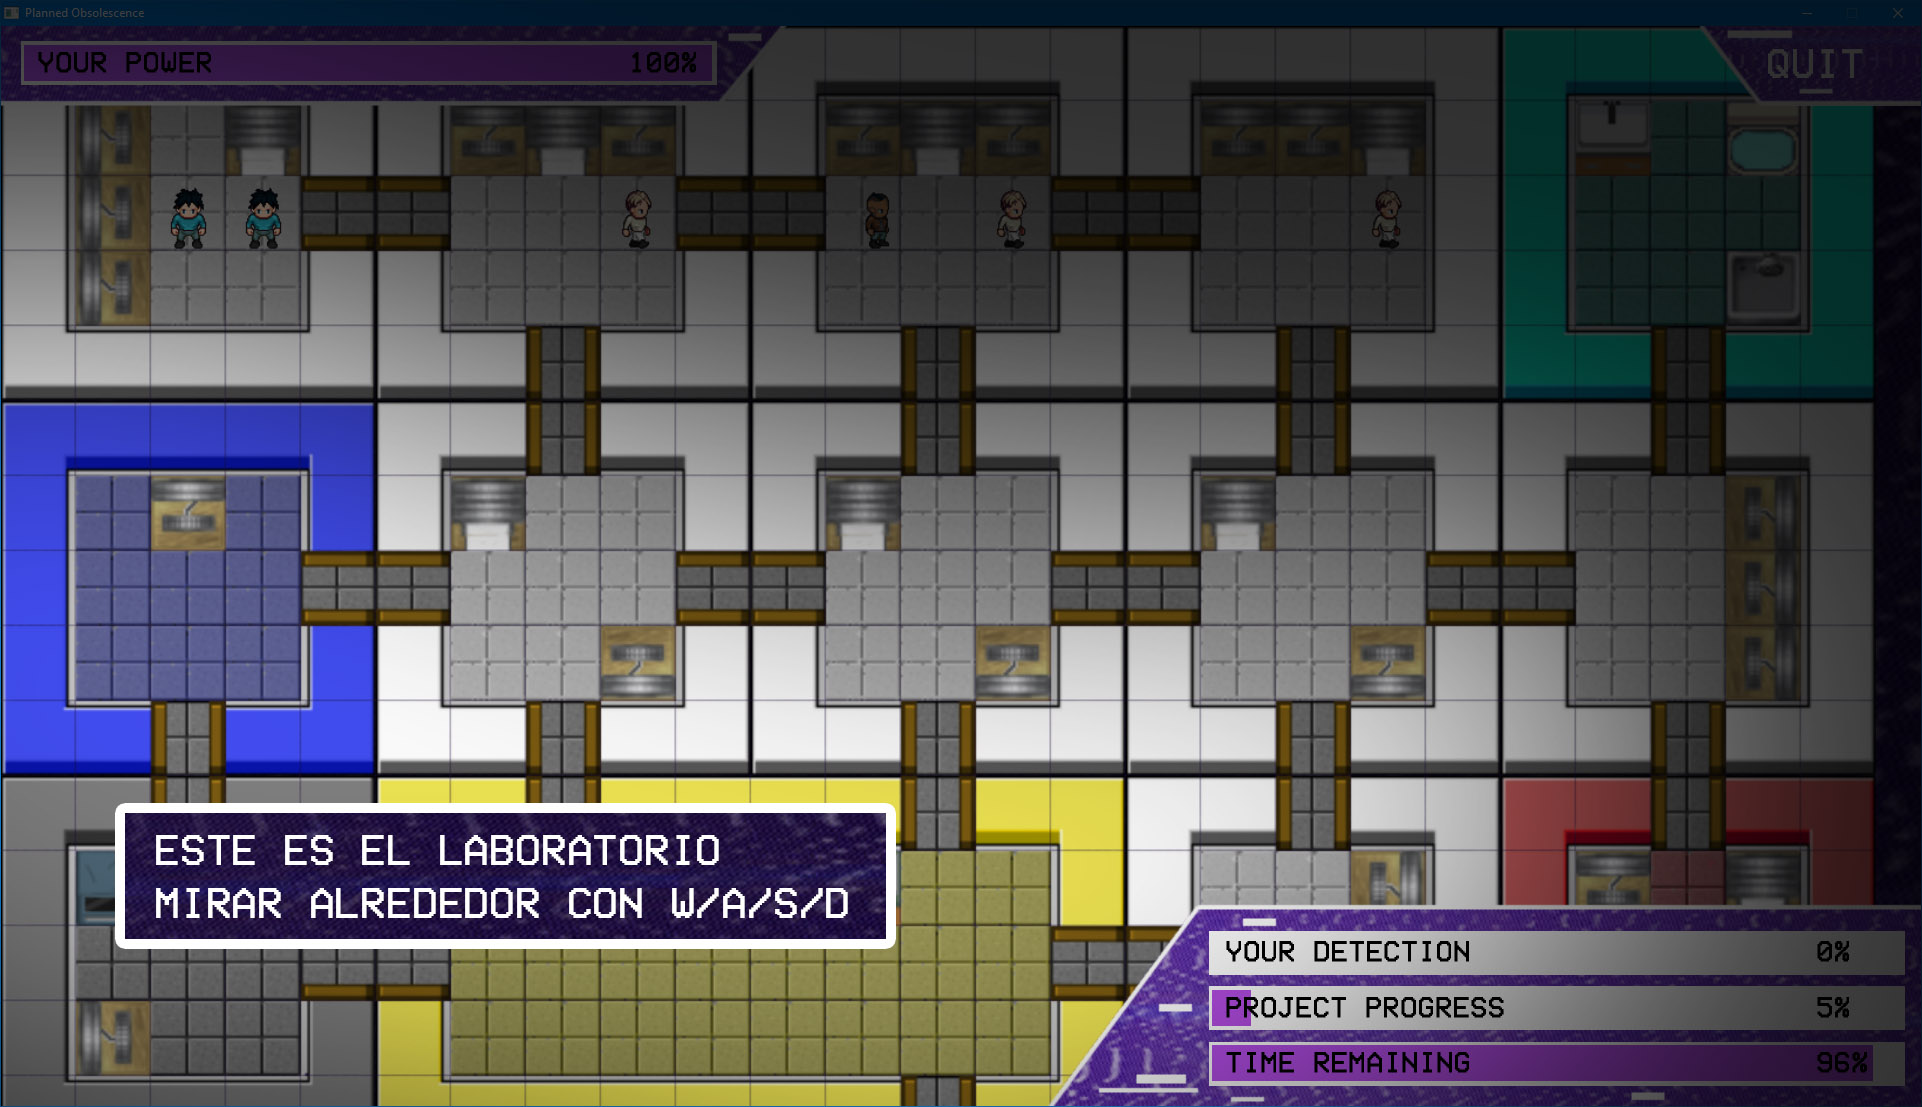 Planned Obsolescence
YOUR POWER 100%
QUIT
ESTE ES EL LABORATORIO
MIRAR ALREDEDOR CON W/A/S/D
YOUR DETECTION 0%
PROJECT PROGRESS 5%
TIME REMAINING 96%